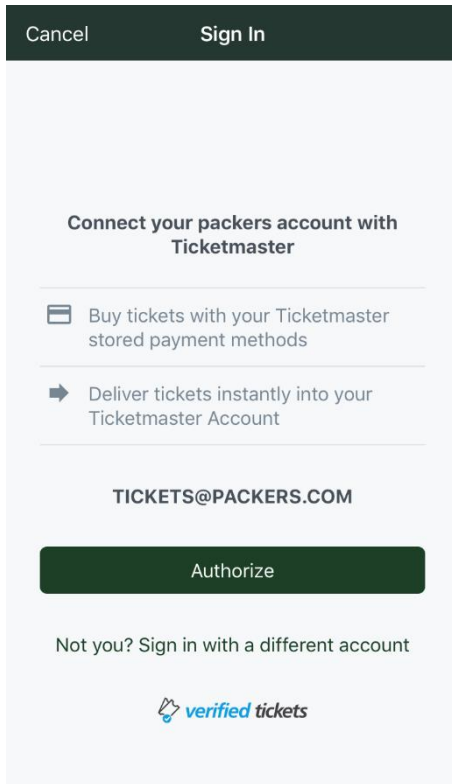 Cancel
Sign In
Connect your packers account with
Ticketmaster
Buy tickets with your Ticketmaster
stored payment methods
Deliver tickets instantly into your
Ticketmaster Account
TICKETS@PACKERS.COM
Authorize
Not you? Sign in with a different account
verified tickets